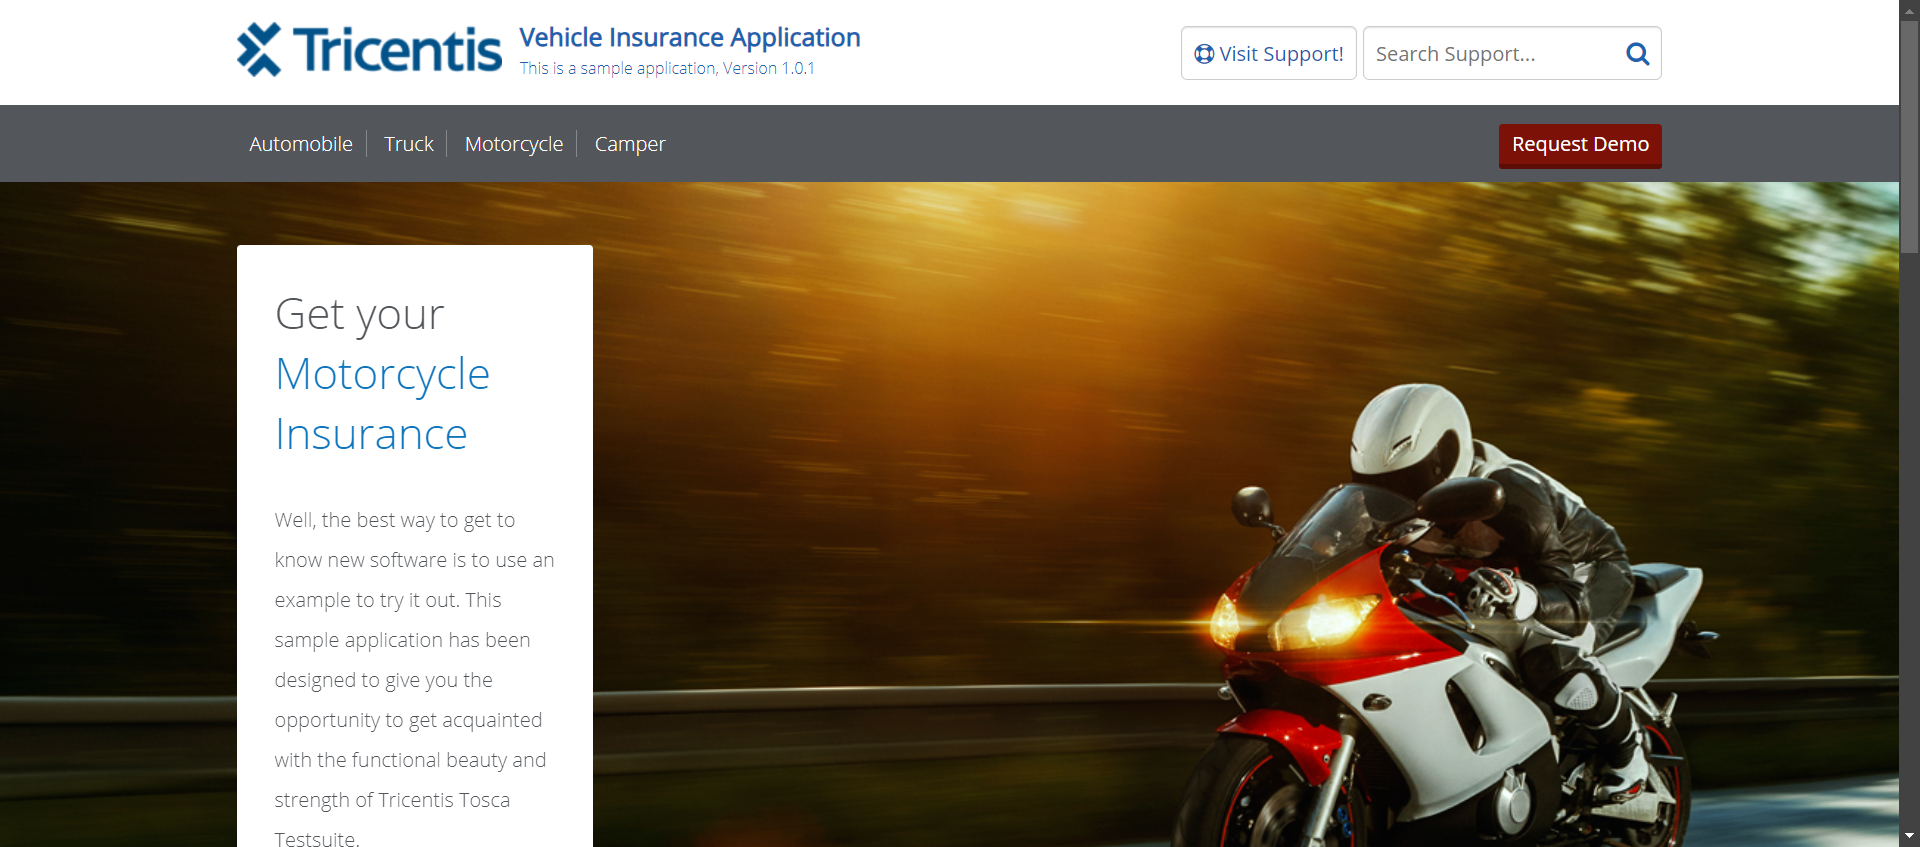 Tricentis
Vehicle Insurance Application
This is a sample application, Version 1.0.1
Visit Support!
Search Support...
Automobile
Truck
Motorcycle
Camper
Request Demo
Get your
Motorcycle
Insurance
Well, the best way to get to
know new software is to use an
example to try it out. This
sample application has been
designed to give you the
opportunity to get acquainted
with the functional beauty and
strength of Tricentis Tosca
Testsuite.